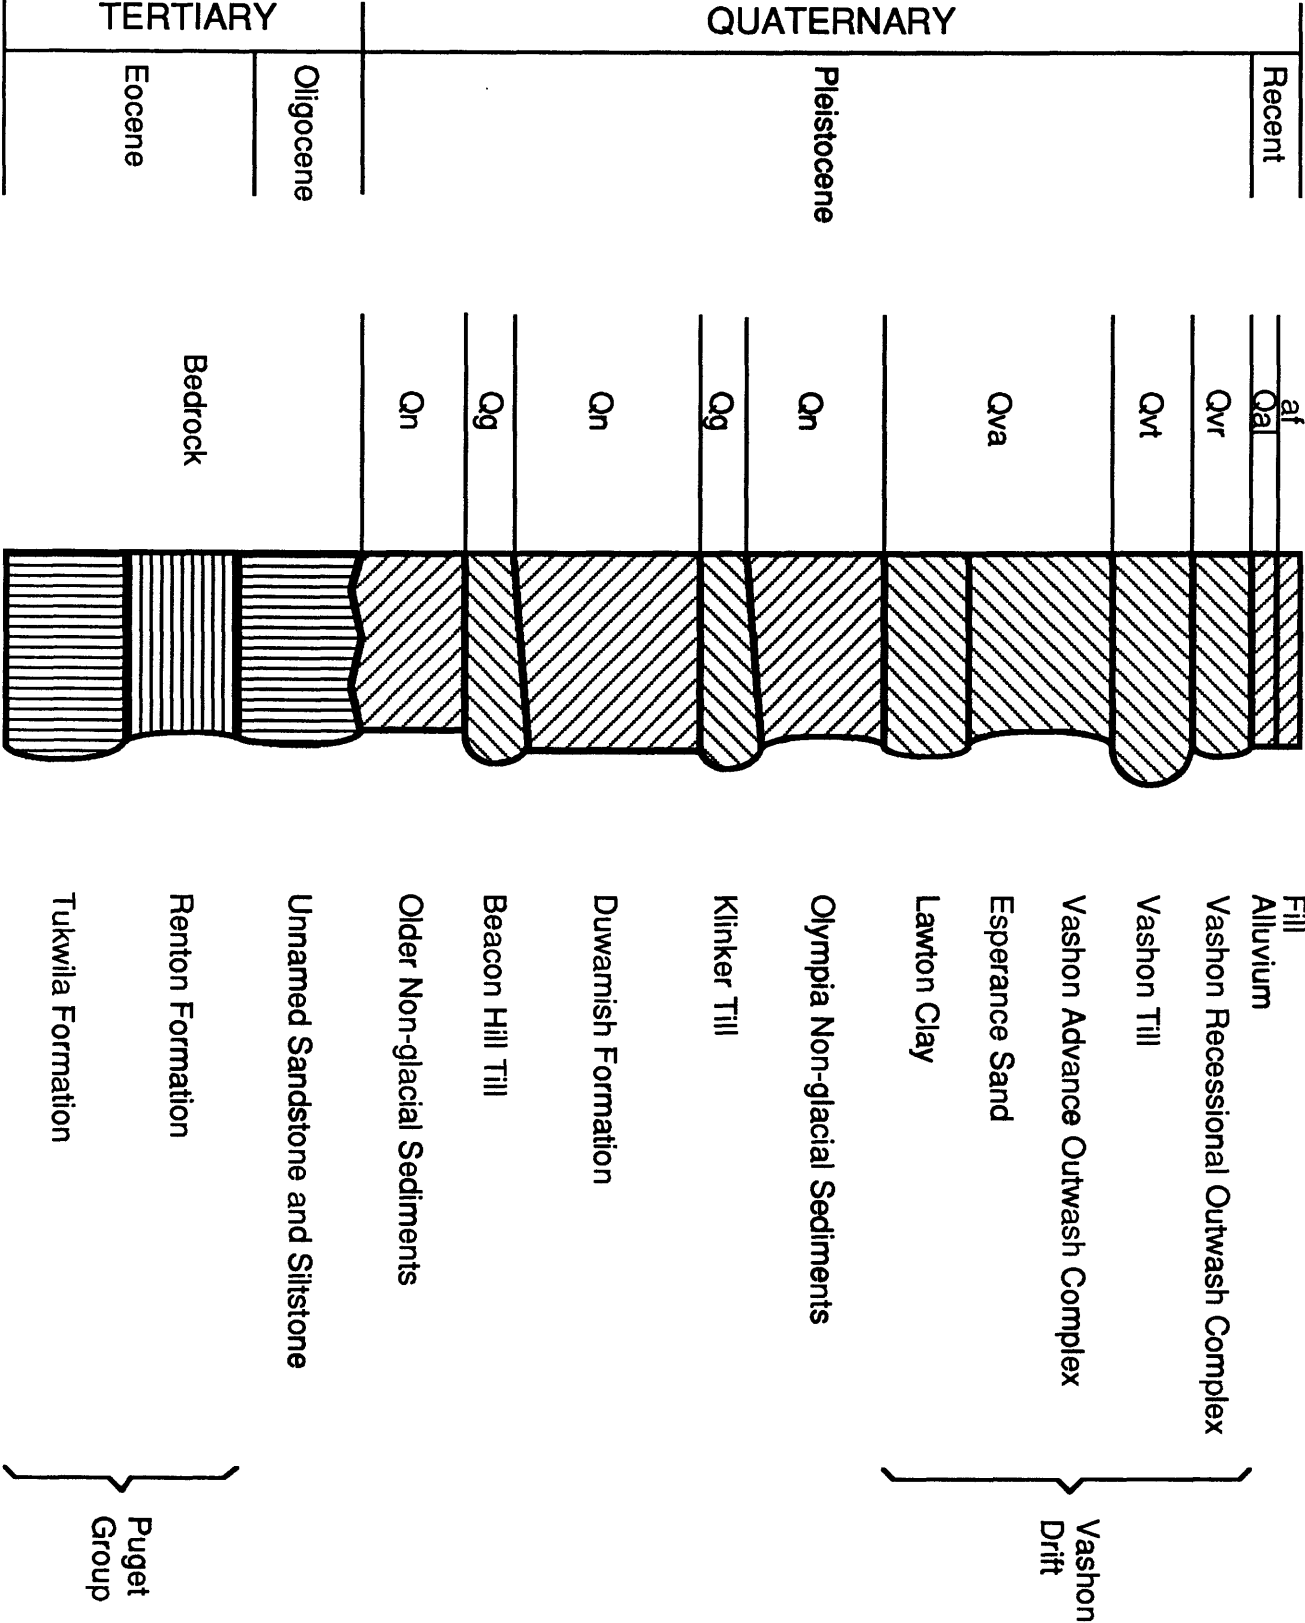 QUATERNARY
TERTIARY
Recent
Pleistocene
Oligocene
Eocene
af
Qal
Qvr
Qvt
Qva
Qn
Qg
Qn
Qg
Qn
Bedrock
Fill
Alluvium
Vashon Recessional Outwash Complex
Vashon Till
Vashon Advance Outwash Complex
Esperance Sand
Lawton Clay
Olympia Non-glacial Sediments
Klinker Till
Duwamish Formation
Beacon Hill Till
Older Non-glacial Sediments
Unnamed Sandstone and Siltstone
Renton Formation
Tukwila Formation
Vashon
Drift
Puget
Group